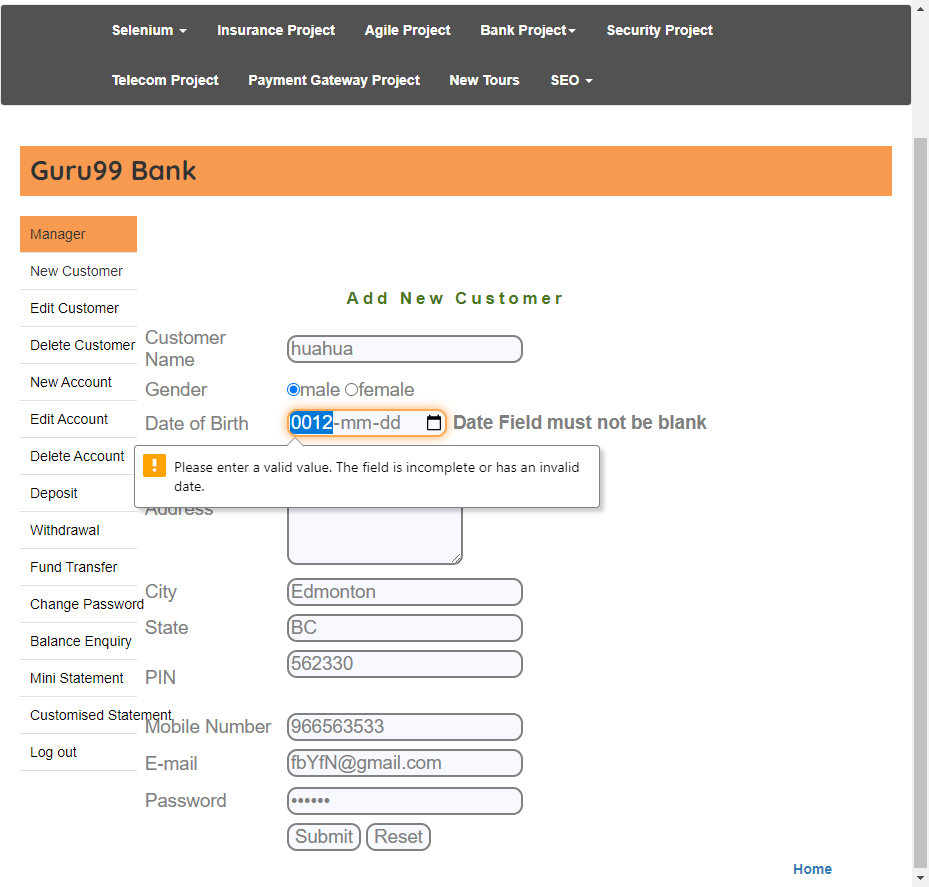 Selenium Insurance Project Agile Project Bank Project Security Project
Telecom Project Payment Gateway Project New Tours SEO
Guru99 Bank
Manager
New Customer
Edit Customer
Delete Customer
New Account
Edit Account
Delete Account
Deposit
Withdrawal
Fund Transfer
Change Password
Balance Enquiry
Mini Statement
Customised Statement
Log out
Add New Customer
Customer
Name
huahua
Gender
male female
Date of Birth
0012-mm-dd
Date Field must not be blank
Please enter a valid value. The field is incomplete or has an invalid
date.
Address
City
Edmonton
State
BC
PIN
562330
Mobile Number
966563533
E-mail
fbYfN@gmail.com
Password
••••••
Submit Reset
Home